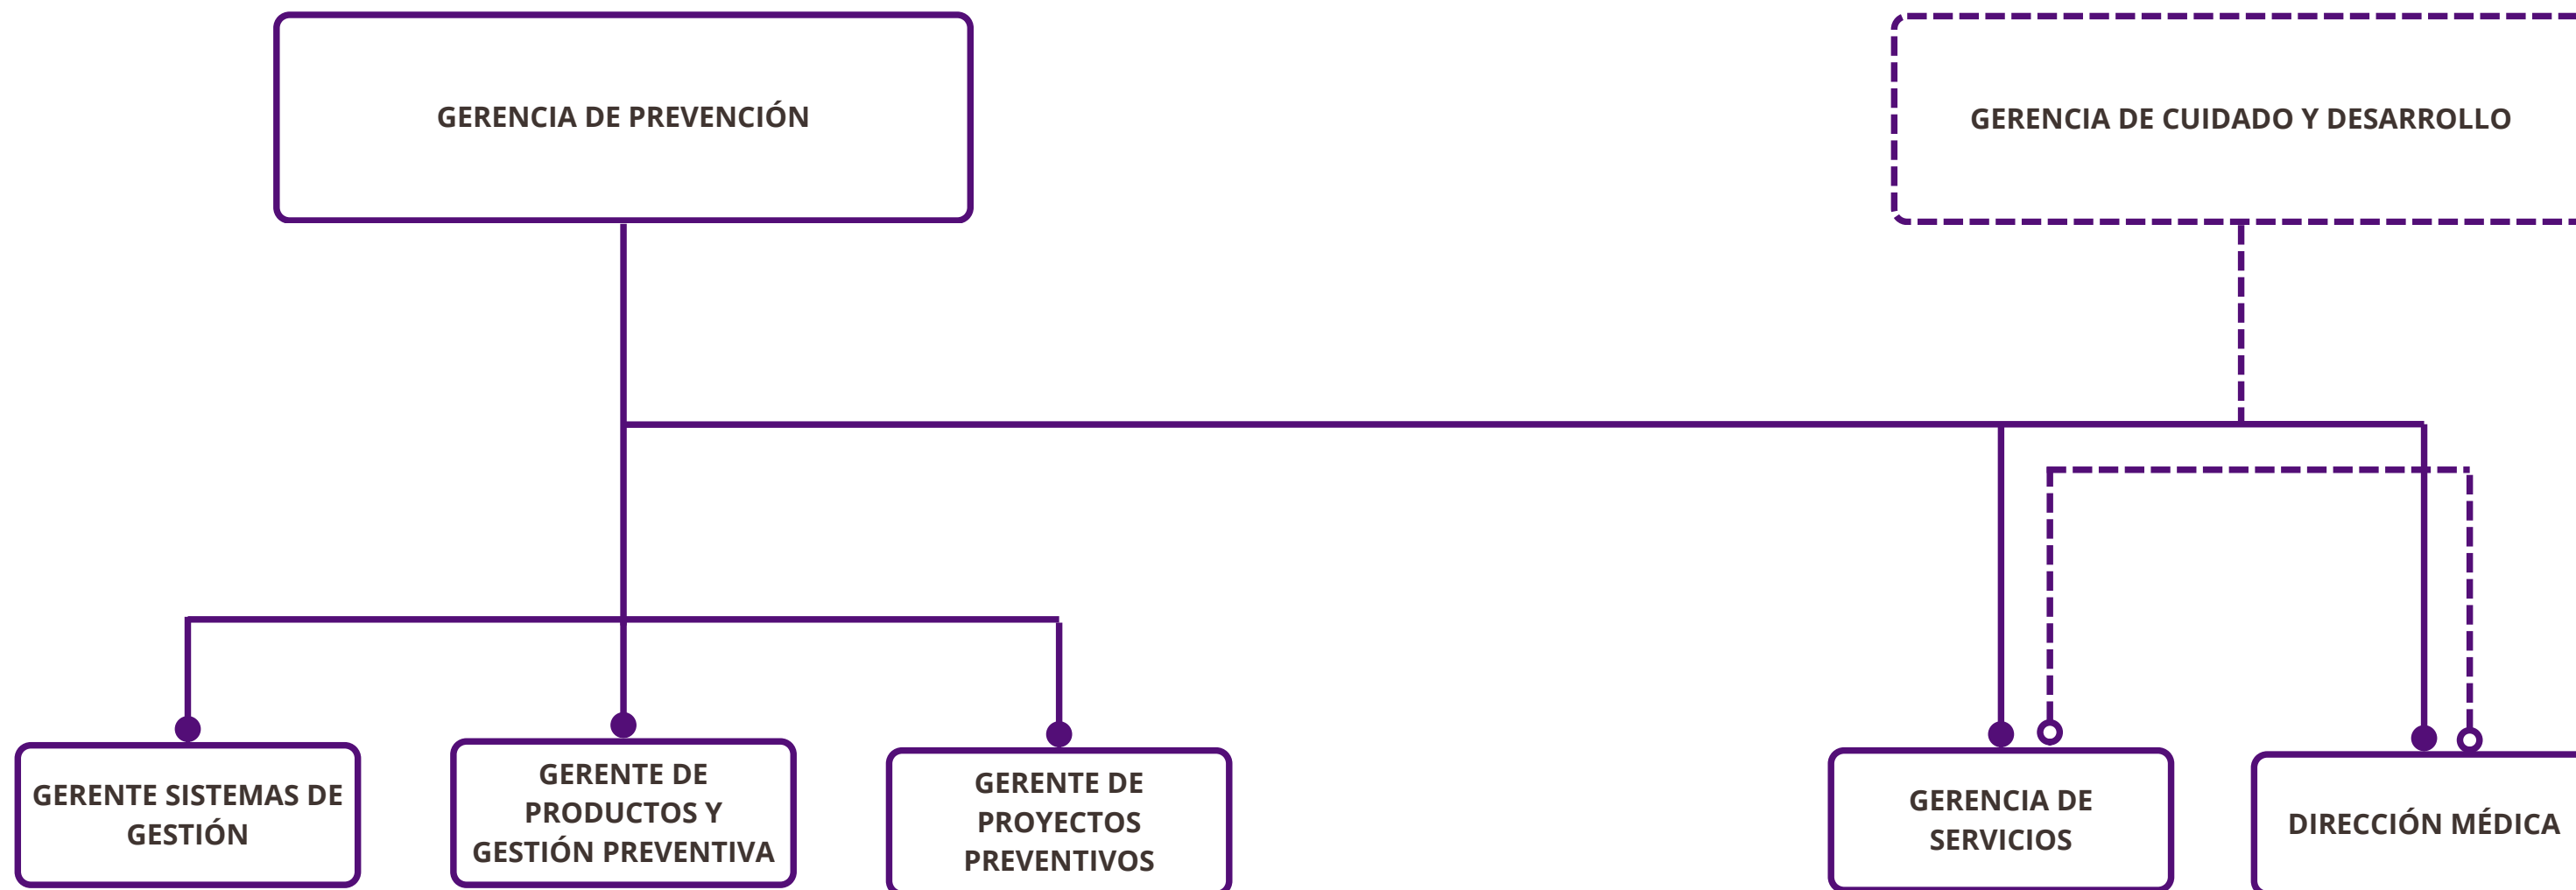 GERENCIA DE PREVENCIÓN
GERENCIA DE CUIDADO Y DESARROLLO
GERENTE SISTEMAS DE
GESTIÓN
GERENTE DE
PRODUCTOS Y
GESTIÓN PREVENTIVA
GERENTE DE
PROYECTOS
PREVENTIVOS
GERENCIA DE
SERVICIOS
DIRECCIÓN MÉDICA